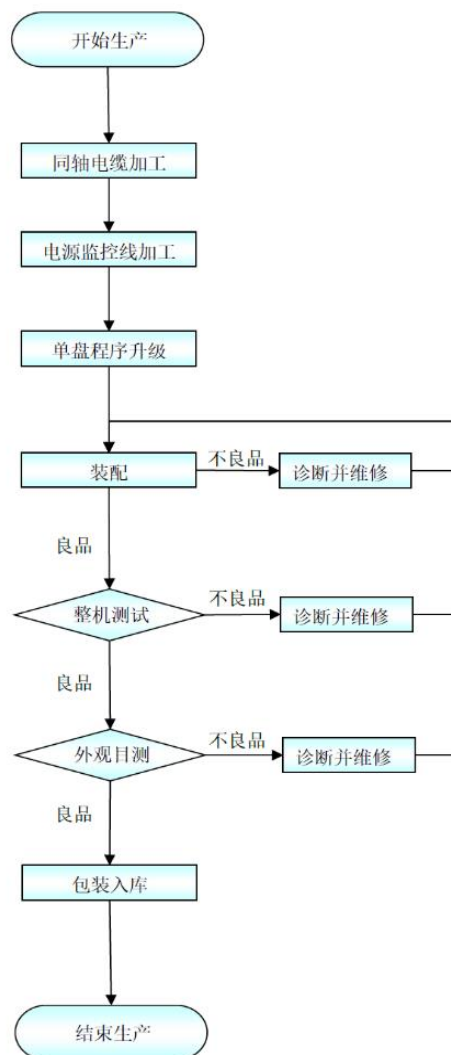 开始生产
同轴电缆加工
电源监控线加工
单盘程序升级
装配
不良品
诊断并维修
良品
整机测试
不良品
诊断并维修
良品
外观目测
不良品
诊断并维修
良品
包装入库
结束生产